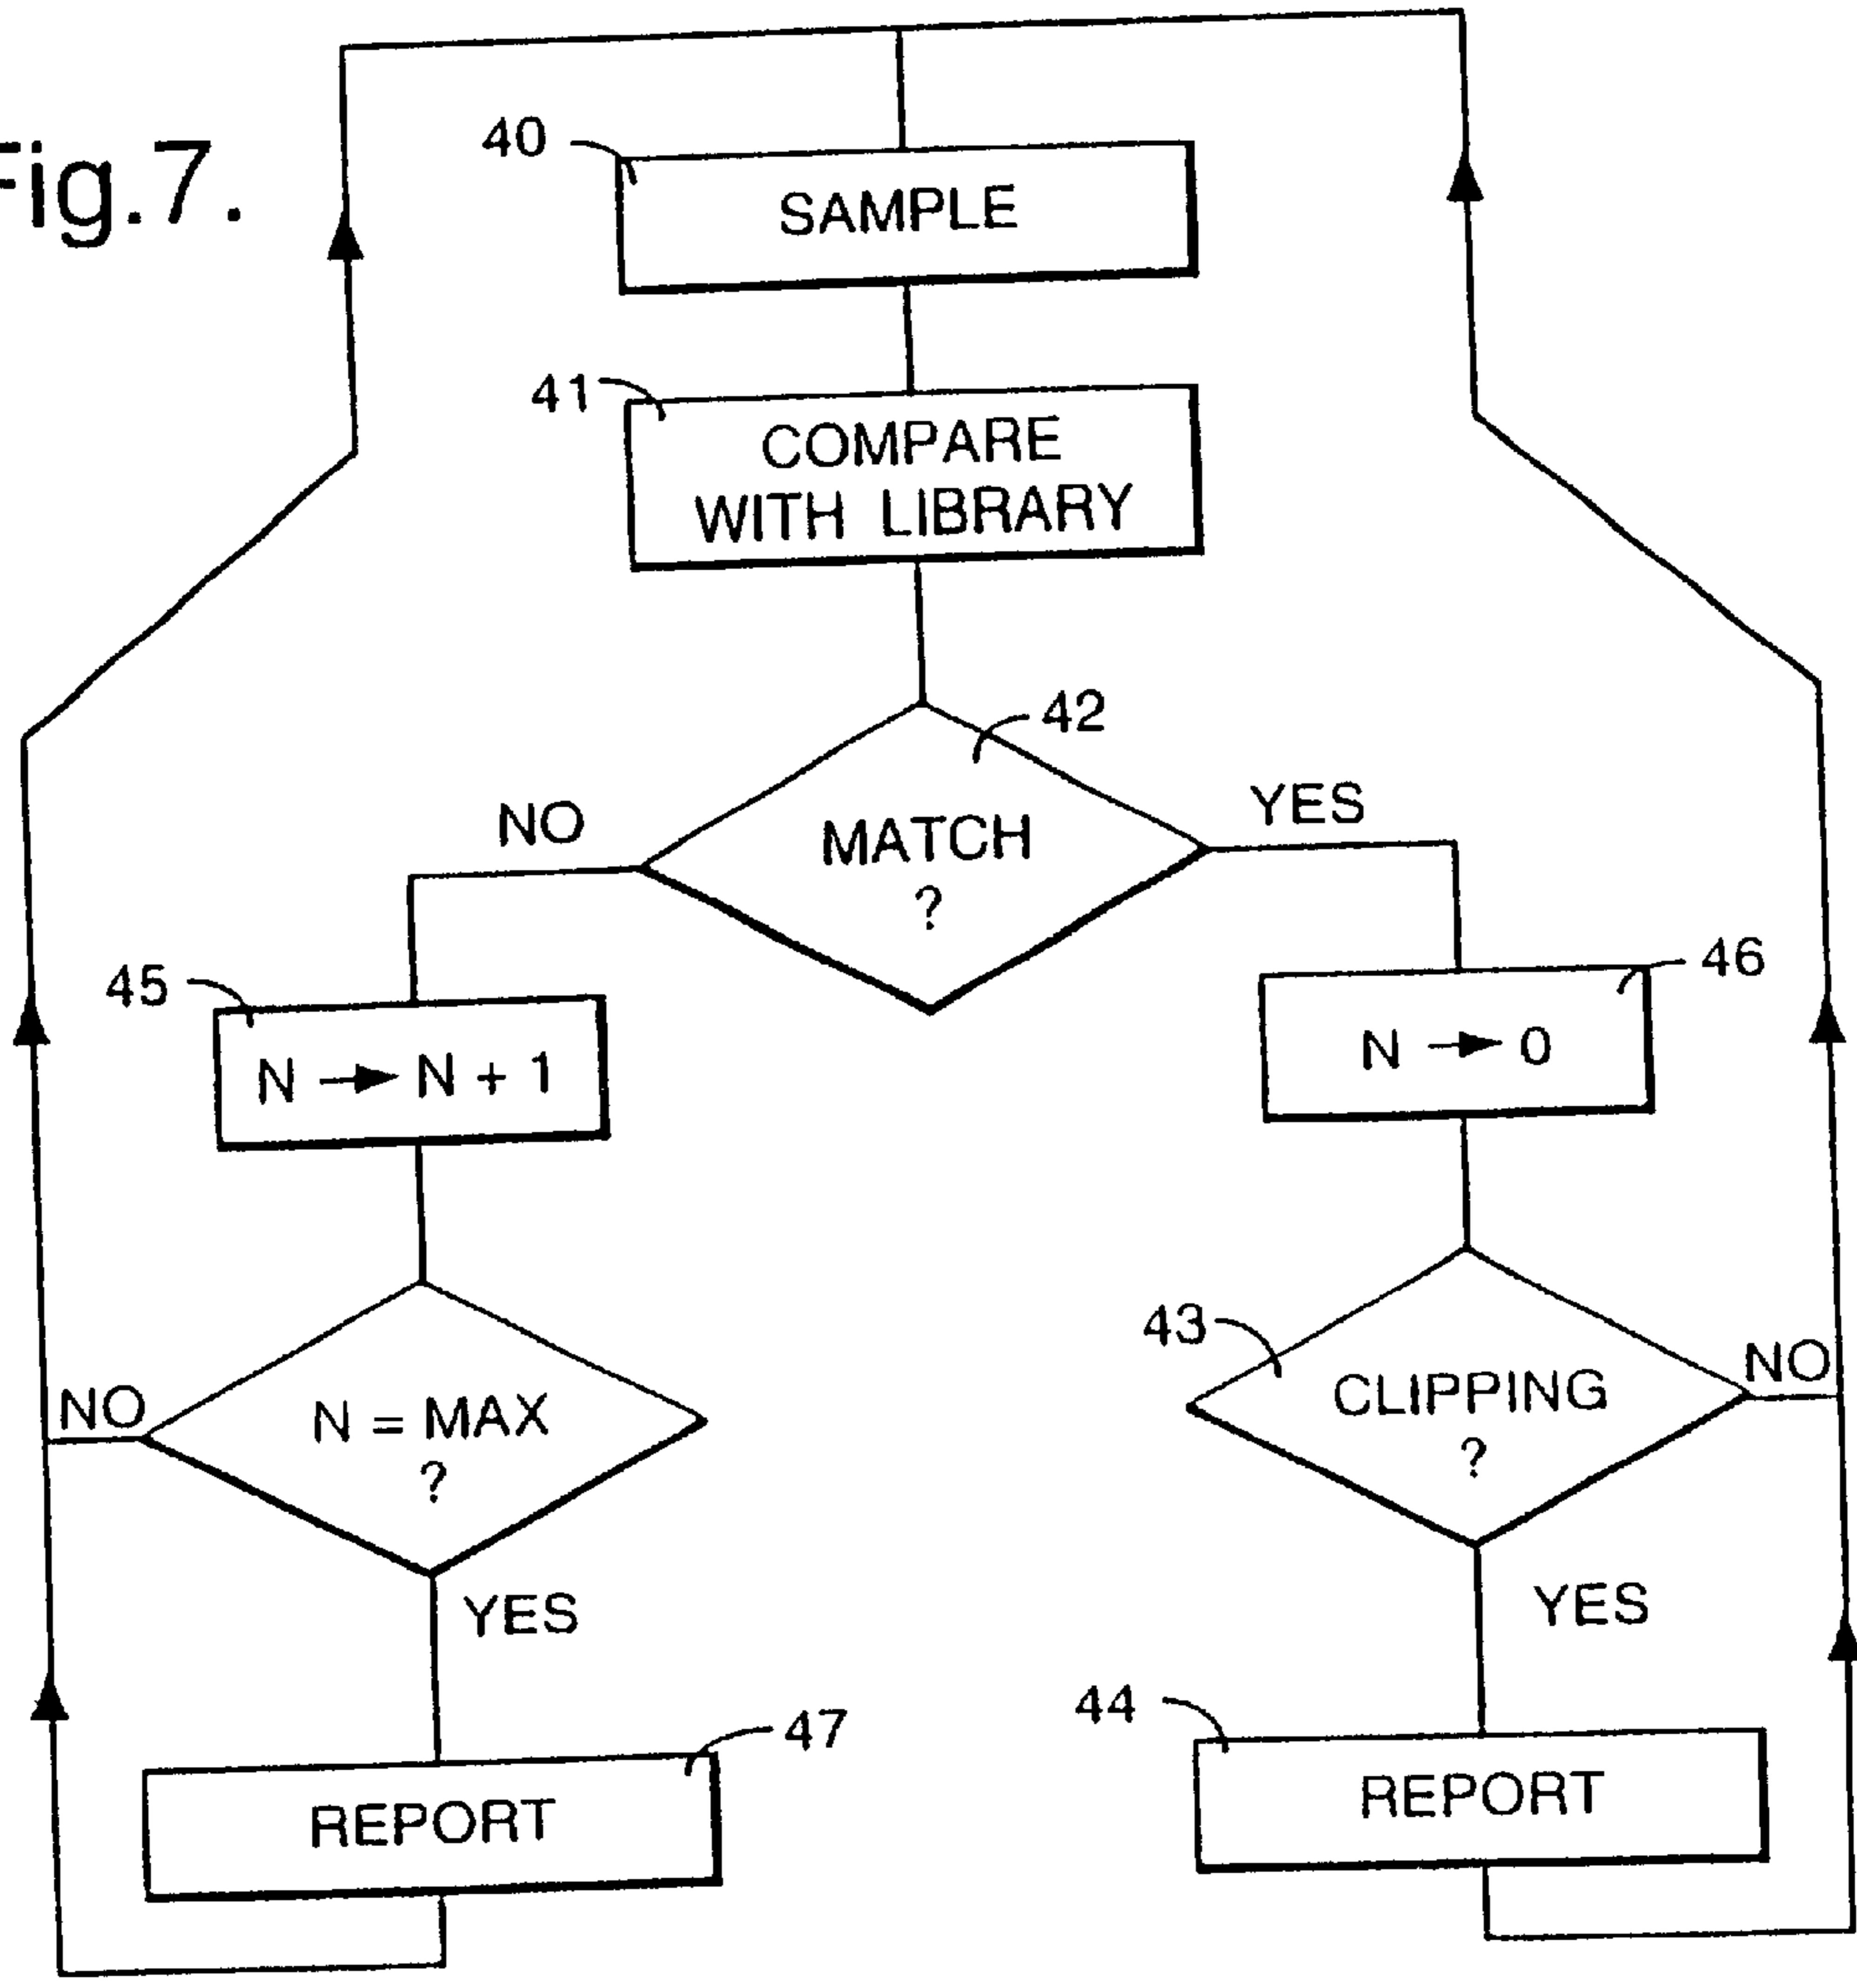 Fig.7.
40
SAMPLE
41
COMPARE
WITH LIBRARY
42
NO
MATCH
?
YES
45
N → N + 1
46
N → 0
NO
N = MAX
?
YES
43
CLIPPING
?
NO
YES
47
REPORT
44
REPORT